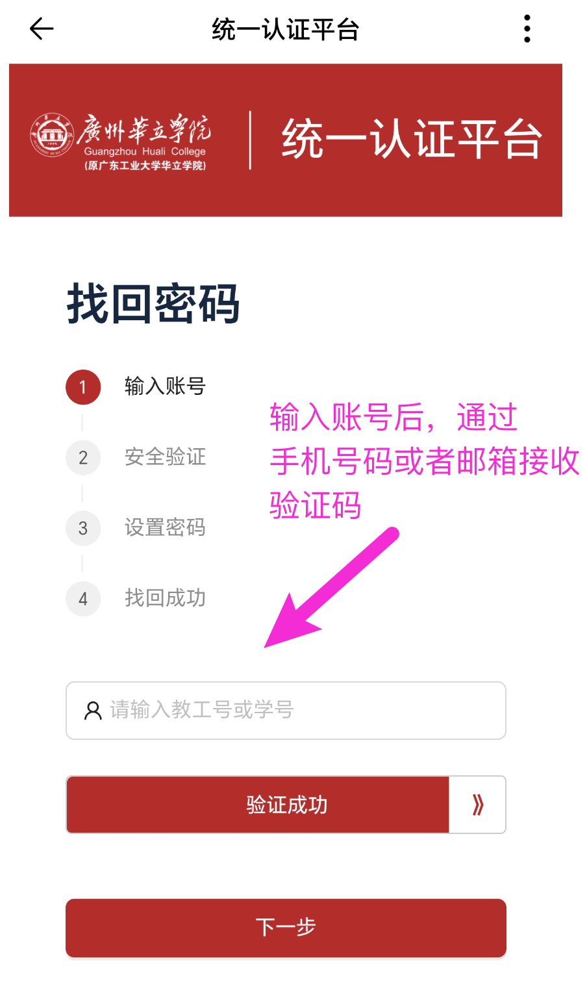 统一认证平台
廣州華立學院
Guangzhou Huali College
(原广东工业大学华立学院)
统一认证平台
找回密码
1 输入账号
输入账号后，通过
手机号码或者邮箱接收
验证码
2 安全验证
3 设置密码
4 找回成功
请输入教工号或学号
验证成功
下一步